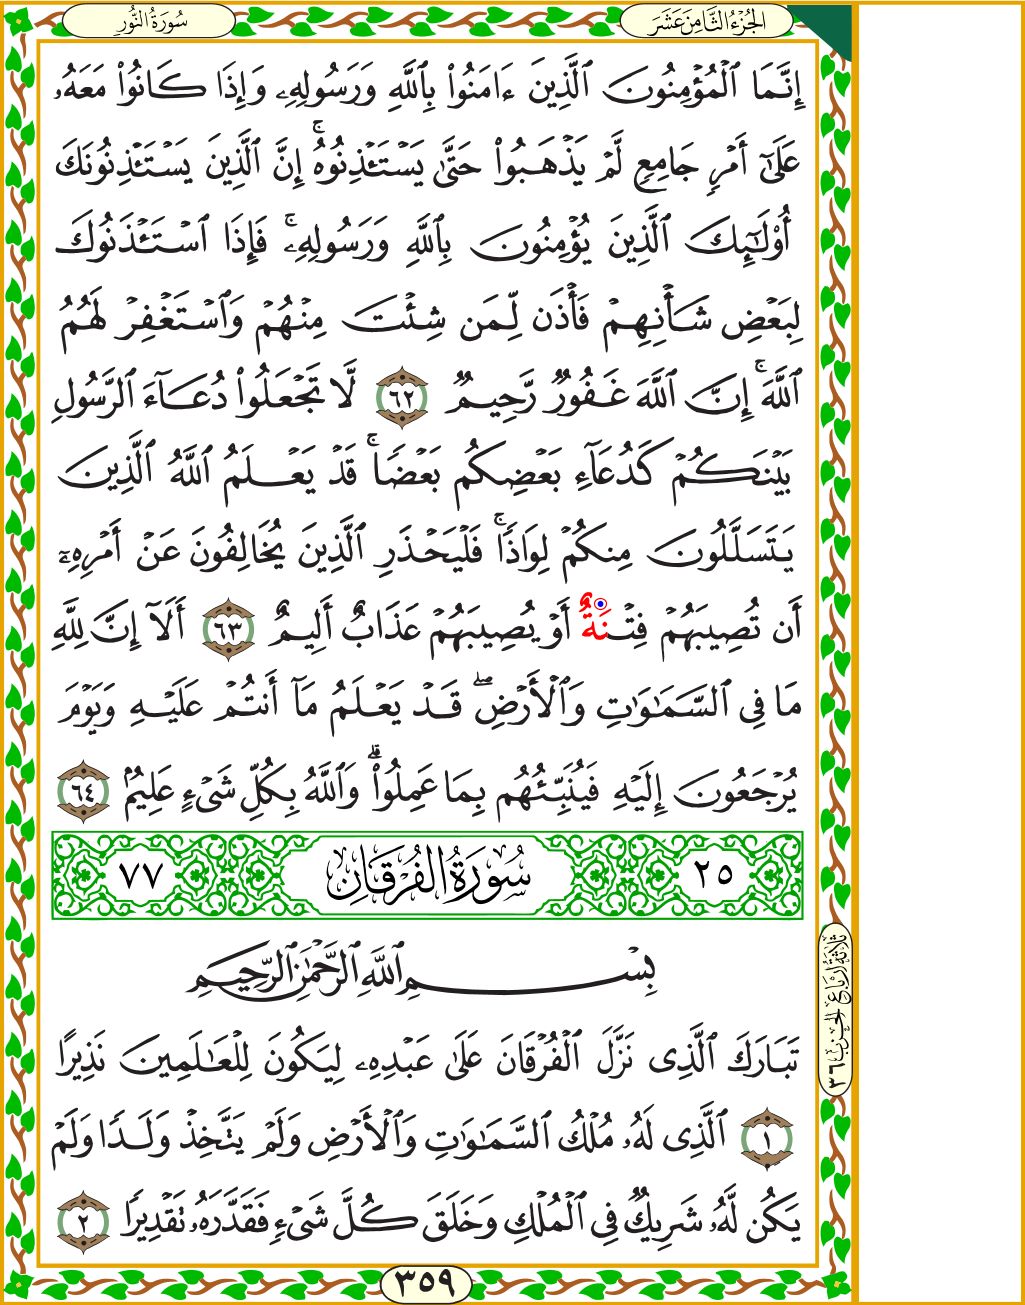 الجُزْءُ الثَّامِنَ عَشَرَ
سُورَةُ النُّورِ
إِنَّمَا ٱلْمُؤْمِنُونَ ٱلَّذِينَ ءَامَنُوا۟ بِٱللَّهِ وَرَسُولِهِۦ وَإِذَا كَانُوا۟ مَعَهُۥ
عَلَىٰٓ أَمْرٍ جَامِعٍ لَّمْ يَذْهَبُوا۟ حَتَّىٰ يَسْتَـْٔذِنُوهُ ۚ إِنَّ ٱلَّذِينَ يَسْتَـْٔذِنُونَكَ
أُو۟لَـٰٓئِكَ ٱلَّذِينَ يُؤْمِنُونَ بِٱللَّهِ وَرَسُولِهِۦ ۚ فَإِذَا ٱسْتَـْٔذَنُوكَ
لِبَعْضِ شَأْنِهِمْ فَأْذَن لِّمَن شِئْتَ مِنْهُمْ وَٱسْتَغْفِرْ لَهُمُ
ٱللَّهَ ۚ إِنَّ ٱللَّهَ غَفُورٌ رَّحِيمٌ ٦٢ لَّا تَجْعَلُوا۟ دُعَآءَ ٱلرَّسُولِ
بَيْنَكُمْ كَدُعَآءِ بَعْضِكُم بَعْضًا ۚ قَدْ يَعْلَمُ ٱللَّهُ ٱلَّذِينَ
يَتَسَلَّلُونَ مِنكُمْ لِوَاذًا ۚ فَلْيَحْذَرِ ٱلَّذِينَ يُخَالِفُونَ عَنْ أَمْرِهِۦٓ
أَن تُصِيبَهُمْ فِتْنَةٌ أَوْ يُصِيبَهُمْ عَذَابٌ أَلِيمٌ ٦٣ أَلَآ إِنَّ لِلَّهِ
مَا فِى ٱلسَّمَـٰوَٰتِ وَٱلْأَرْضِ ۖ قَدْ يَعْلَمُ مَآ أَنتُمْ عَلَيْهِ وَيَوْمَ
يُرْجَعُونَ إِلَيْهِ فَيُنَبِّئُهُم بِمَا عَمِلُوا۟ ۗ وَٱللَّهُ بِكُلِّ شَىْءٍ عَلِيمٌۢ ٦٤
٢٥ سُورَةُ الفُرْقَانِ ٧٧
بِسْمِ ٱللَّهِ ٱلرَّحْمَـٰنِ ٱلرَّحِيمِ
تَبَارَكَ ٱلَّذِى نَزَّلَ ٱلْفُرْقَانَ عَلَىٰ عَبْدِهِۦ لِيَكُونَ لِلْعَـٰلَمِينَ نَذِيرًا
١ ٱلَّذِى لَهُۥ مُلْكُ ٱلسَّمَـٰوَٰتِ وَٱلْأَرْضِ وَلَمْ يَتَّخِذْ وَلَدًا وَلَمْ
يَكُن لَّهُۥ شَرِيكٌ فِى ٱلْمُلْكِ وَخَلَقَ كُلَّ شَىْءٍ فَقَدَّرَهُۥ تَقْدِيرًا ٢
ثَلَاثَةُ أَرْبَاعِ الحِزْبِ ٣٦
٣٥٩